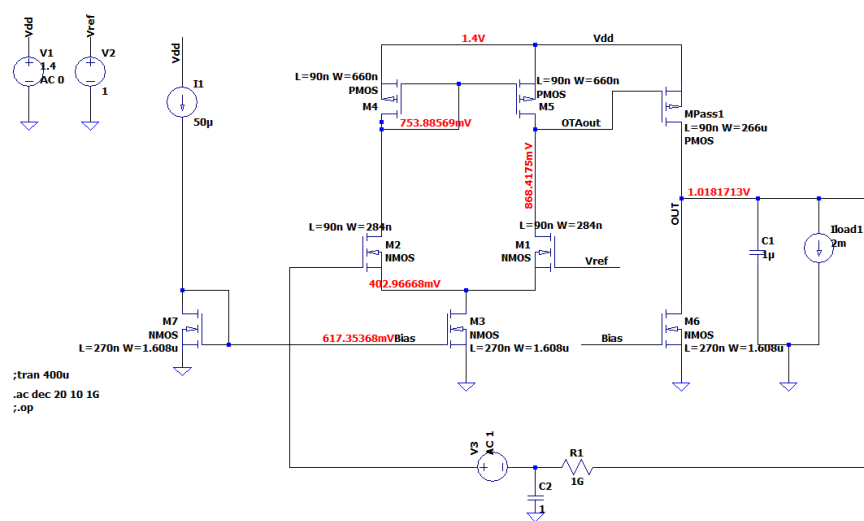 Vdd
V1
1.4
AC 0
Vref
V2
1
Vdd
I1
50µ
1.4V
Vdd
L=90n W=660n
PMOS
M4
L=90n W=660n
PMOS
M5
753.88569mV
OTAout
MPass1
L=90n W=266u
PMOS
868.4175mV
1.0181713V
OUT
L=90n W=284n
M2
NMOS
L=90n W=284n
M1
NMOS
Vref
402.96668mV
C1
1µ
Iload1
2m
M7
NMOS
L=270n W=1.608u
617.35368mV
Bias
M3
NMOS
L=270n W=1.608u
Bias
M6
NMOS
L=270n W=1.608u
;tran 400u
.ac dec 20 10 1G
;.op
V3
AC 1
R1
1G
C2
1